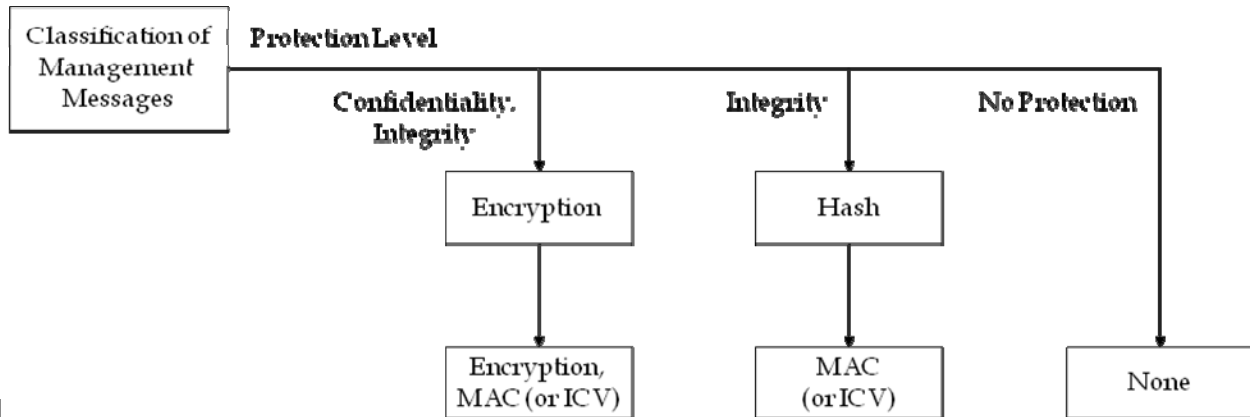 Classification of
Management
Messages
Protection Level
Confidentiality,
Integrity
Integrity
No Protection
Encryption
Hash
Encryption,
MAC (or ICV)
MAC
(or ICV)
None